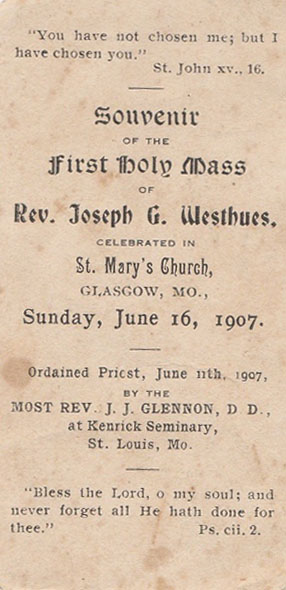 "You have not chosen me; but I
have chosen you."
St. John xv., 16.
Souvenir
OF THE
First Holy Mass
OF
Rev. Joseph G. Westhues,
CELEBRATED IN
St. Mary's Church,
GLASGOW, MO.,
Sunday, June 16, 1907.
Ordained Priest, June 11th, 1907,
BY THE
MOST REV. J. J. GLENNON, D D.,
at Kenrick Seminary,
St. Louis, Mo.
"Bless the Lord, o my soul; and
never forget all He hath done for
thee." Ps. cii. 2.